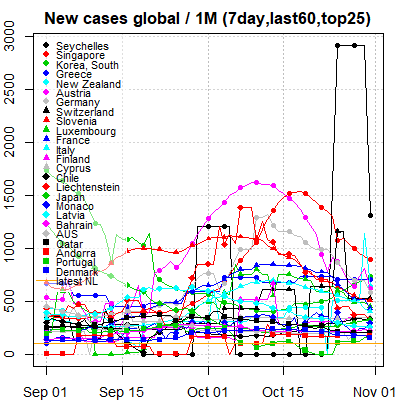 New cases global / 1M (7day,last60,top25)
3000
2500
2000
1500
1000
500
0
Seychelles
Singapore
Korea, South
Greece
New Zealand
Austria
Germany
Switzerland
Slovenia
Luxembourg
France
Italy
Finland
Cyprus
Chile
Liechtenstein
Japan
Monaco
Latvia
Bahrain
AUS
Qatar
Andorra
Portugal
Denmark
latest NL
Sep 01
Sep 15
Oct 01
Oct 15
Nov 01